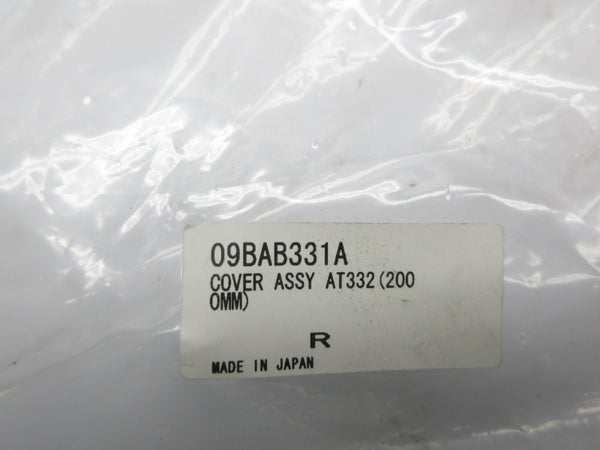 09BAB331A
COVER ASSY AT332(200
0MM)
R
MADE IN JAPAN